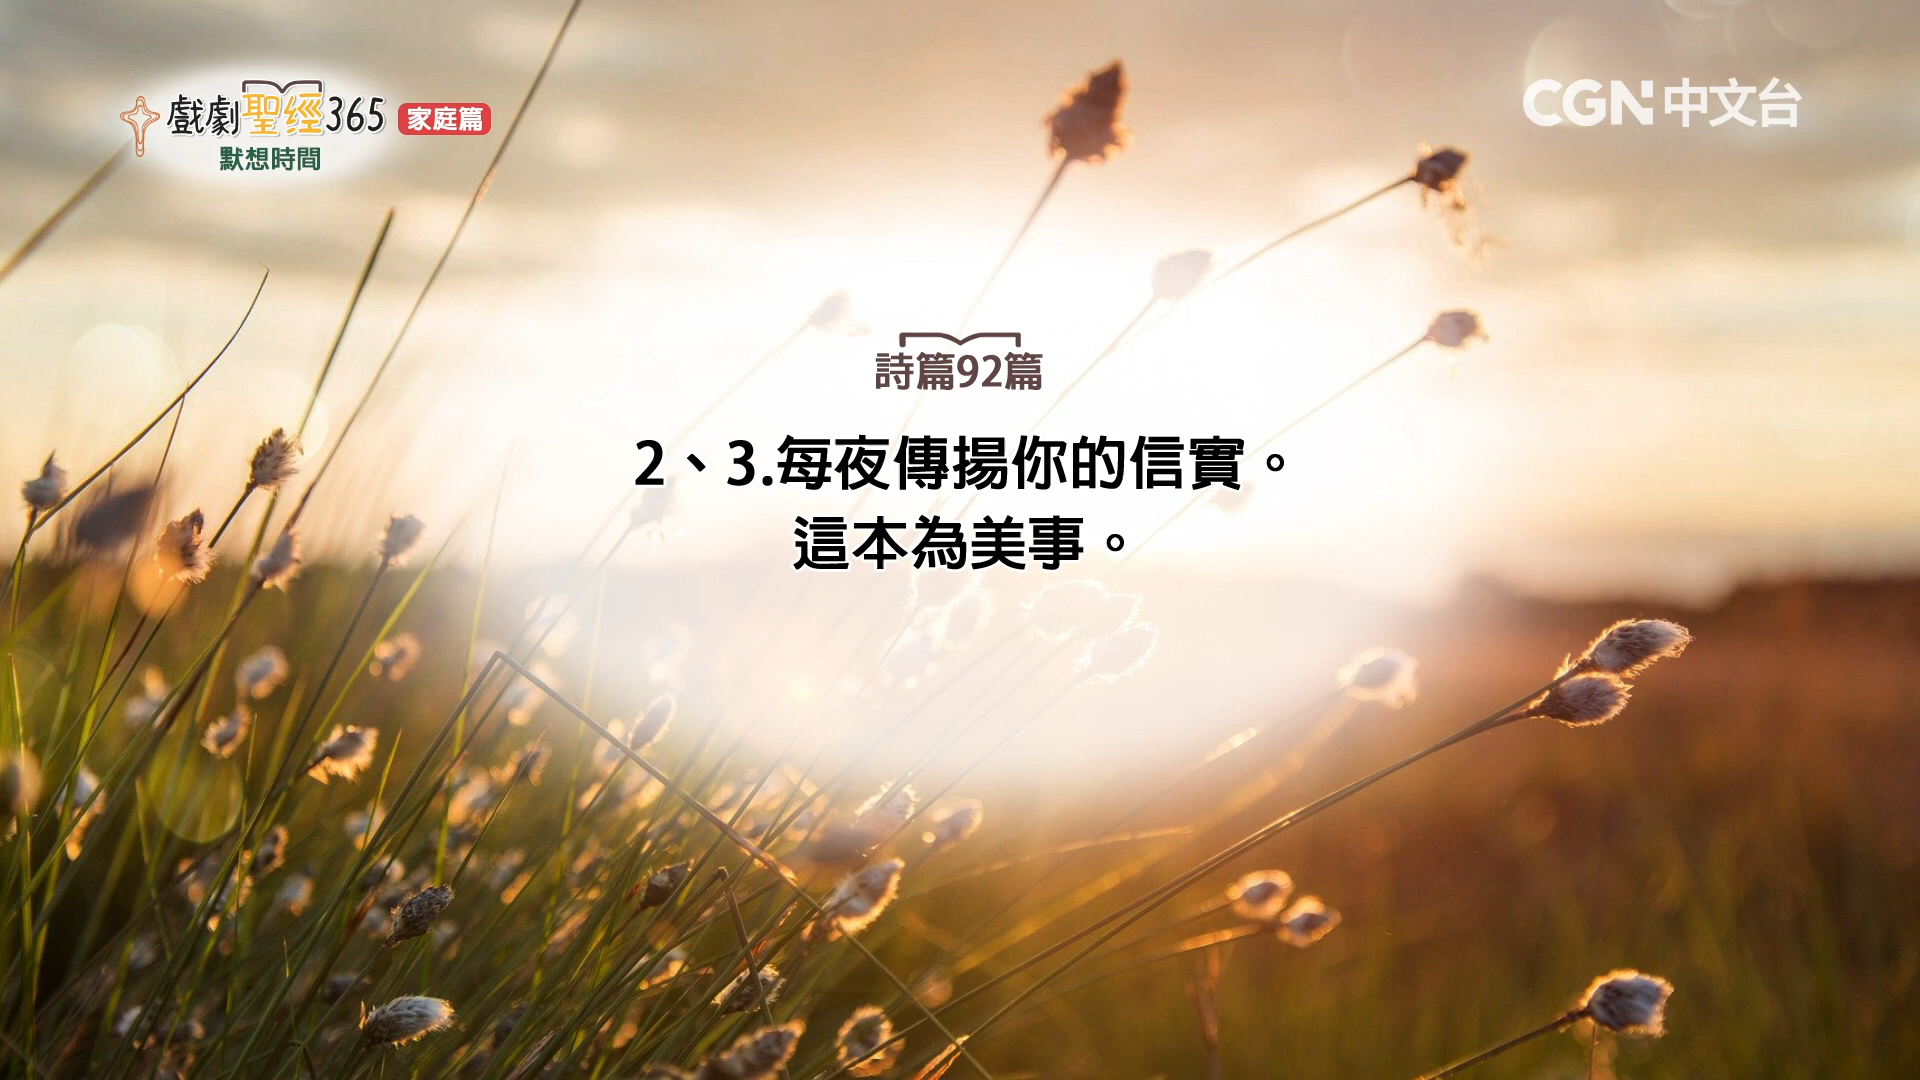 戲劇聖經365 家庭篇
默想時間
CGN中文台
詩篇92篇
2、3.每夜傳揚你的信實。
這本為美事。